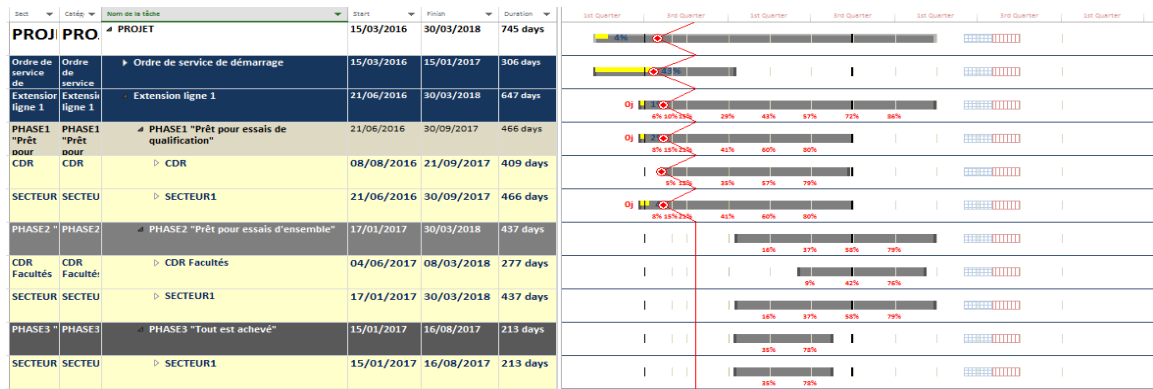 Sect Catég Nom de la tâche Start Finish Duration 1st Quarter 3rd Quarter 1st Quarter 3rd Quarter 1st Quarter 3rd Quarter 1st Quarter
PROJ PRO. PROJET 15/03/2016 30/03/2018 745 days 4%
Ordre de service de Ordre de service Ordre de service de démarrage 15/03/2016 15/01/2017 306 days 43%
Extension ligne 1 Extensi ligne 1 Extension ligne 1 21/06/2016 30/03/2018 647 days 0j
6% 10% 15% 29% 43% 57% 72% 86%
PHASE1 "Prêt pour PHASE1 "Prêt pour PHASE1 "Prêt pour essais de qualification" 21/06/2016 30/09/2017 466 days 0j
8% 15% 21% 41% 60% 80%
CDR CDR CDR 08/08/2016 21/09/2017 409 days
5% 35% 57% 79%
SECTEUR SECTEU SECTEUR1 21/06/2016 30/09/2017 466 days 0j
8% 15% 21% 41% 60% 80%
PHASE2 " PHASE2 PHASE2 "Prêt pour essais d'ensemble" 17/01/2017 30/03/2018 437 days
16% 37% 58% 79%
CDR Facultés CDR Facultés CDR Facultés 04/06/2017 08/03/2018 277 days
9% 42% 76%
SECTEUR SECTEU SECTEUR1 17/01/2017 30/03/2018 437 days
16% 37% 58% 79%
PHASE3 " PHASE3 PHASE3 "Tout est achevé" 15/01/2017 16/08/2017 213 days
35% 78%
SECTEUR SECTEU SECTEUR1 15/01/2017 16/08/2017 213 days
35% 78%